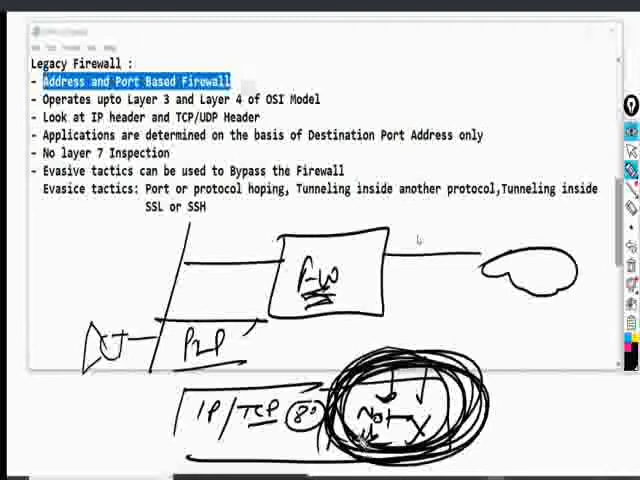 Legacy Firewall :
- Address and Port Based Firewall
- Operates upto Layer 3 and Layer 4 of OSI Model
- Look at IP header and TCP/UDP Header
- Applications are determined on the basis of Destination Port Address only
- No layer 7 Inspection
- Evasive tactics can be used to Bypass the Firewall
Evasice tactics: Port or protocol hoping, Tunneling inside another protocol,Tunneling inside
SSL or SSH
F-W
P2P
IP/TCP 80